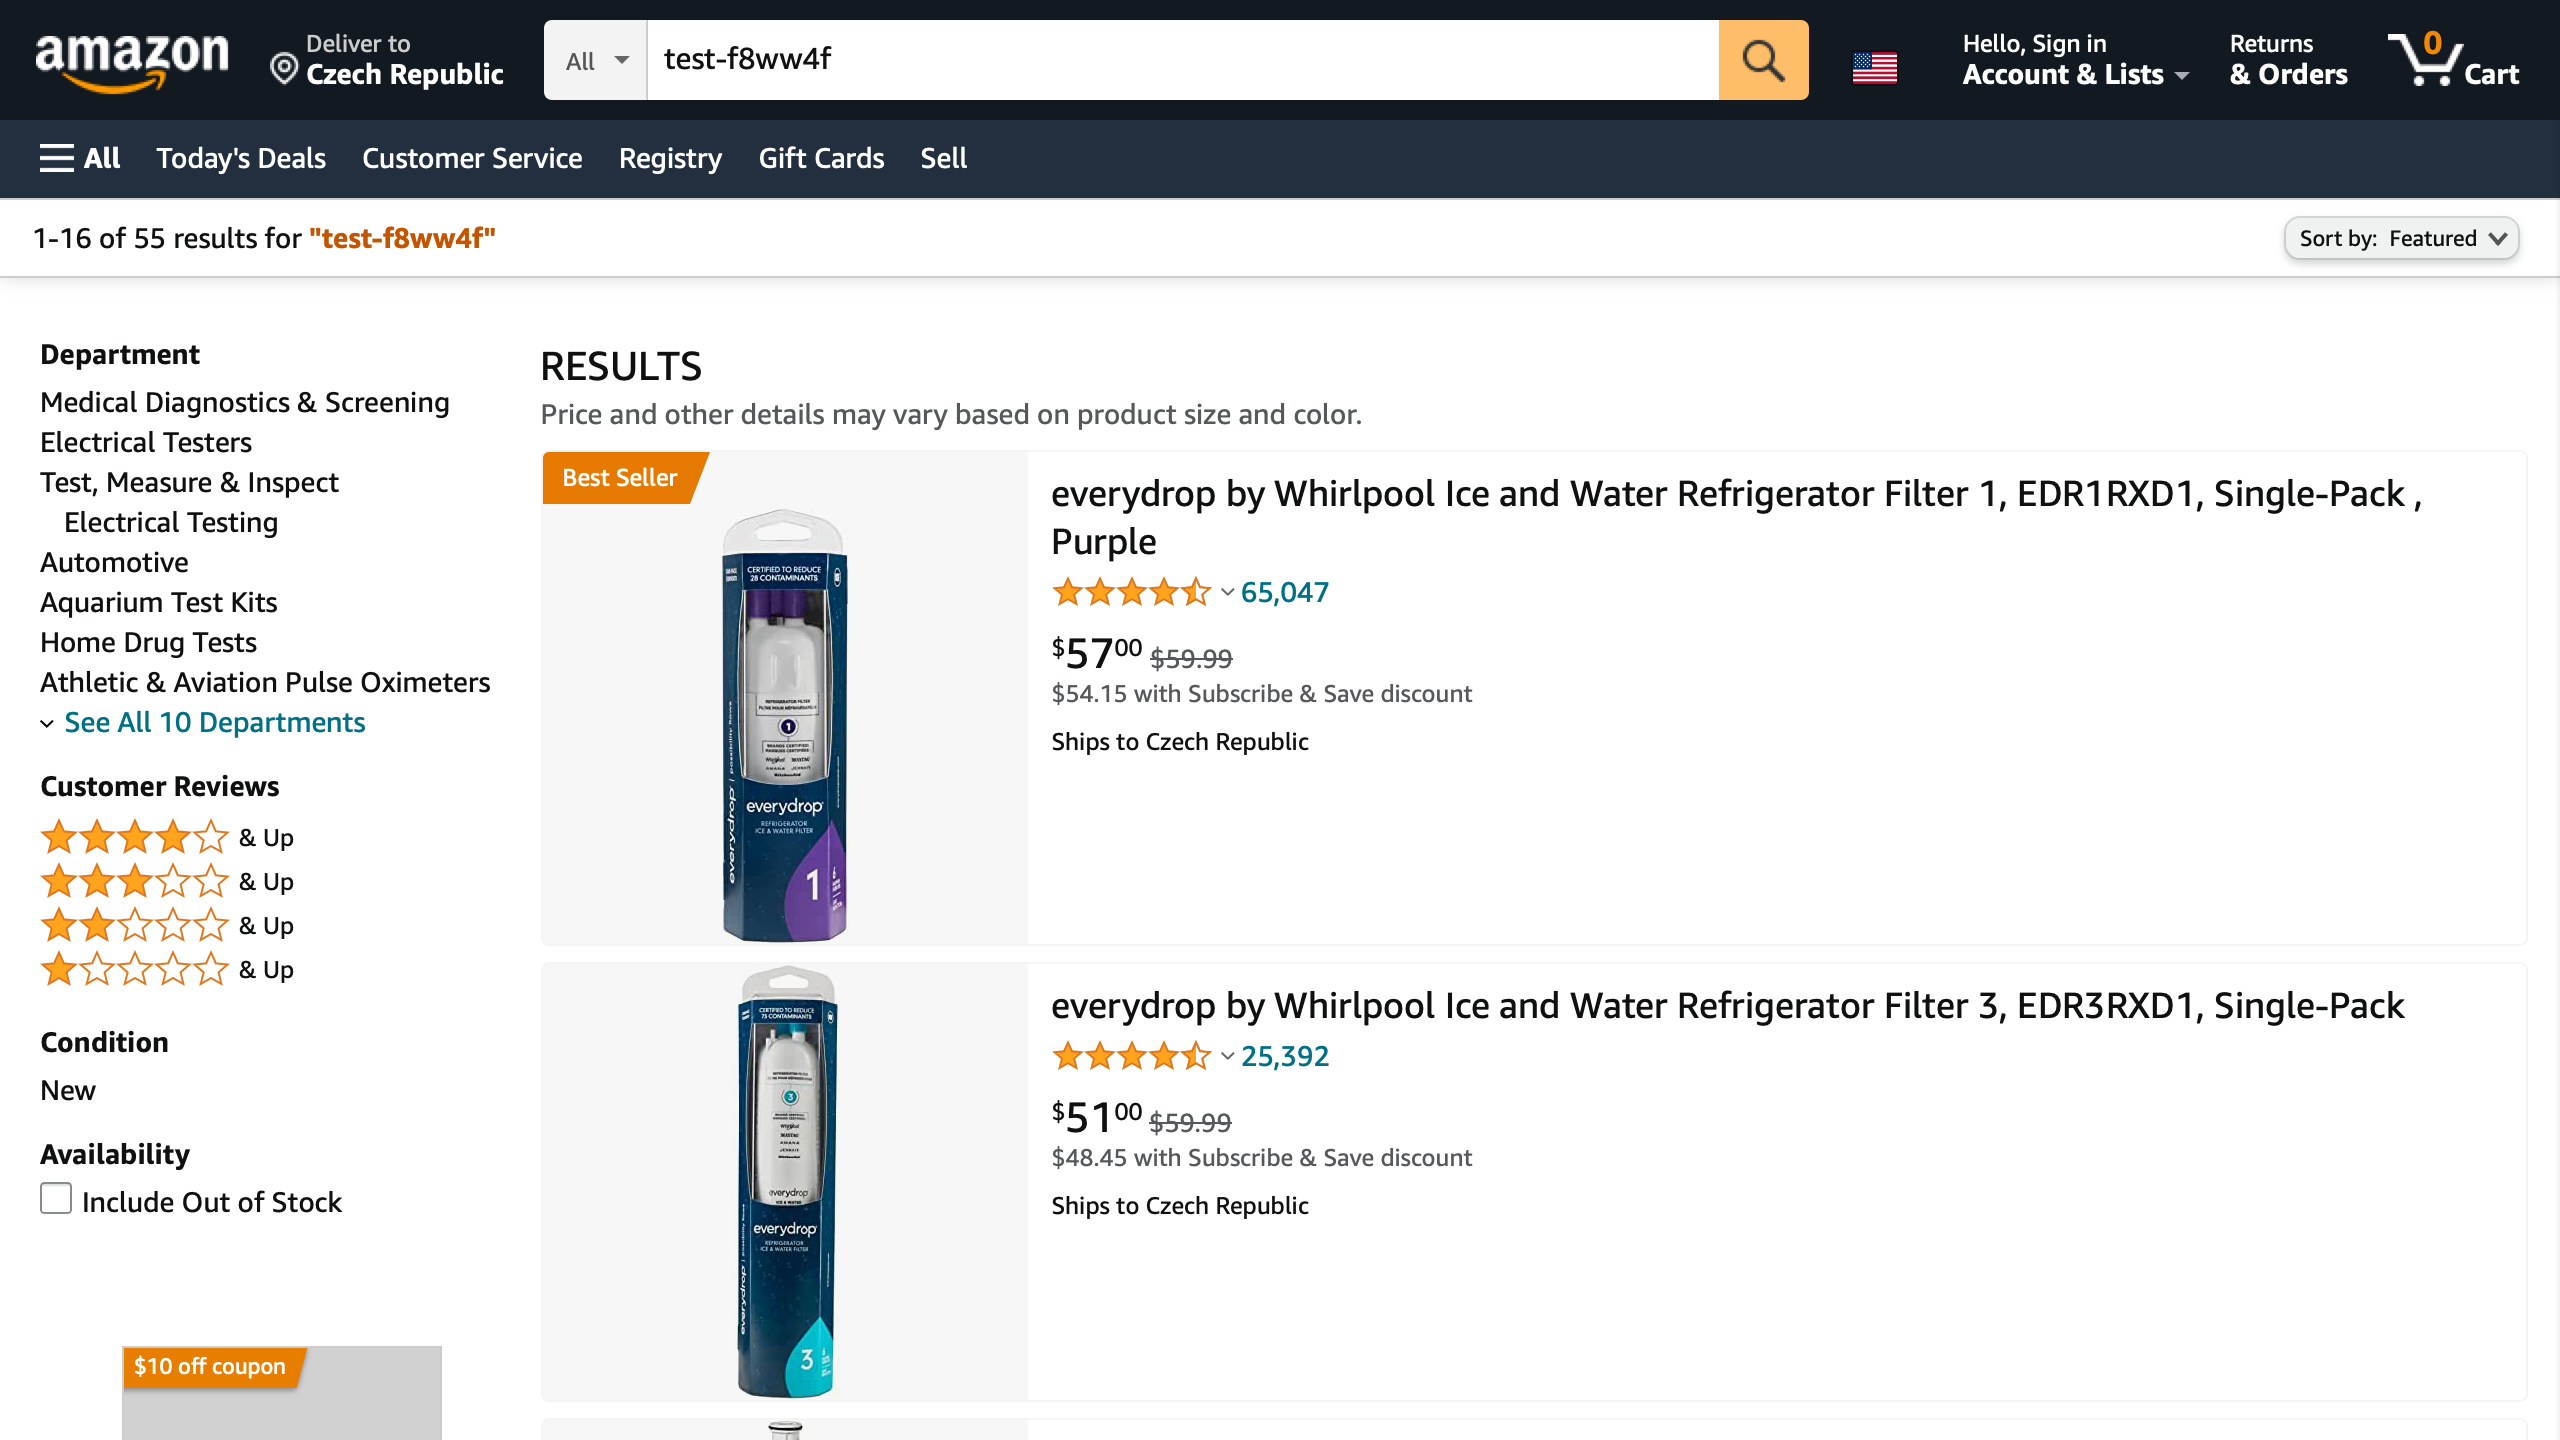 amazon
Deliver to
Czech Republic
All
test-f8ww4f
Hello, Sign in
Account & Lists
Returns
& Orders
0
Cart
All
Today's Deals
Customer Service
Registry
Gift Cards
Sell
1-16 of 55 results for "test-f8ww4f"
Sort by: Featured
Department
Medical Diagnostics & Screening
Electrical Testers
Test, Measure & Inspect
Electrical Testing
Automotive
Aquarium Test Kits
Home Drug Tests
Athletic & Aviation Pulse Oximeters
See All 10 Departments
Customer Reviews
& Up
& Up
& Up
& Up
Condition
New
Availability
Include Out of Stock
$10 off coupon
RESULTS
Price and other details may vary based on product size and color.
Best Seller
CERTIFIED TO REDUCE
28 CONTAMINANTS
1
everydrop
REFRIGERATOR
ICE & WATER FILTER
everydrop
1
everydrop by Whirlpool Ice and Water Refrigerator Filter 1, EDR1RXD1, Single-Pack ,
Purple
65,047
$57.00 $59.99
$54.15 with Subscribe & Save discount
Ships to Czech Republic
CERTIFIED TO REDUCE
75 CONTAMINANTS
3
everydrop
everydrop
REFRIGERATOR
ICE & WATER FILTER
everydrop
3
everydrop by Whirlpool Ice and Water Refrigerator Filter 3, EDR3RXD1, Single-Pack
25,392
$51.00 $59.99
$48.45 with Subscribe & Save discount
Ships to Czech Republic